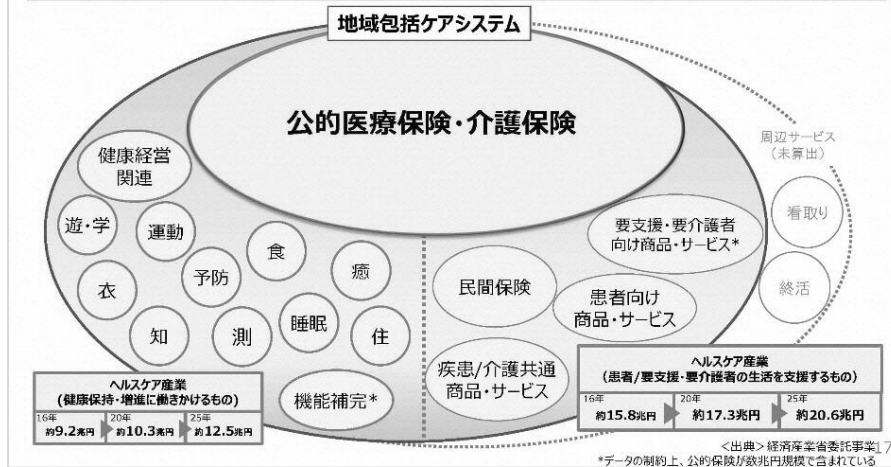 地域包括ケアシステム
公的医療保険・介護保険
周辺サービス
（未算出）
健康経営
関連
遊・学
運動
食
癒
衣
予防
知
測
睡眠
住
機能補完*
要支援・要介護者
向け商品・サービス*
民間保険
患者向け
商品・サービス
疾患/介護共通
商品・サービス
看取り
終活
ヘルスケア産業
(健康保持・増進に働きかけるもの)
16年 20年 25年
約9.2兆円 約10.3兆円 約12.5兆円
ヘルスケア産業
（患者/要支援・要介護者の生活を支援するもの）
16年 20年 25年
約15.8兆円 約17.3兆円 約20.6兆円
＜出典＞経済産業省委託事業 17
*データの制約上、公的保険が数兆円規模で含まれている